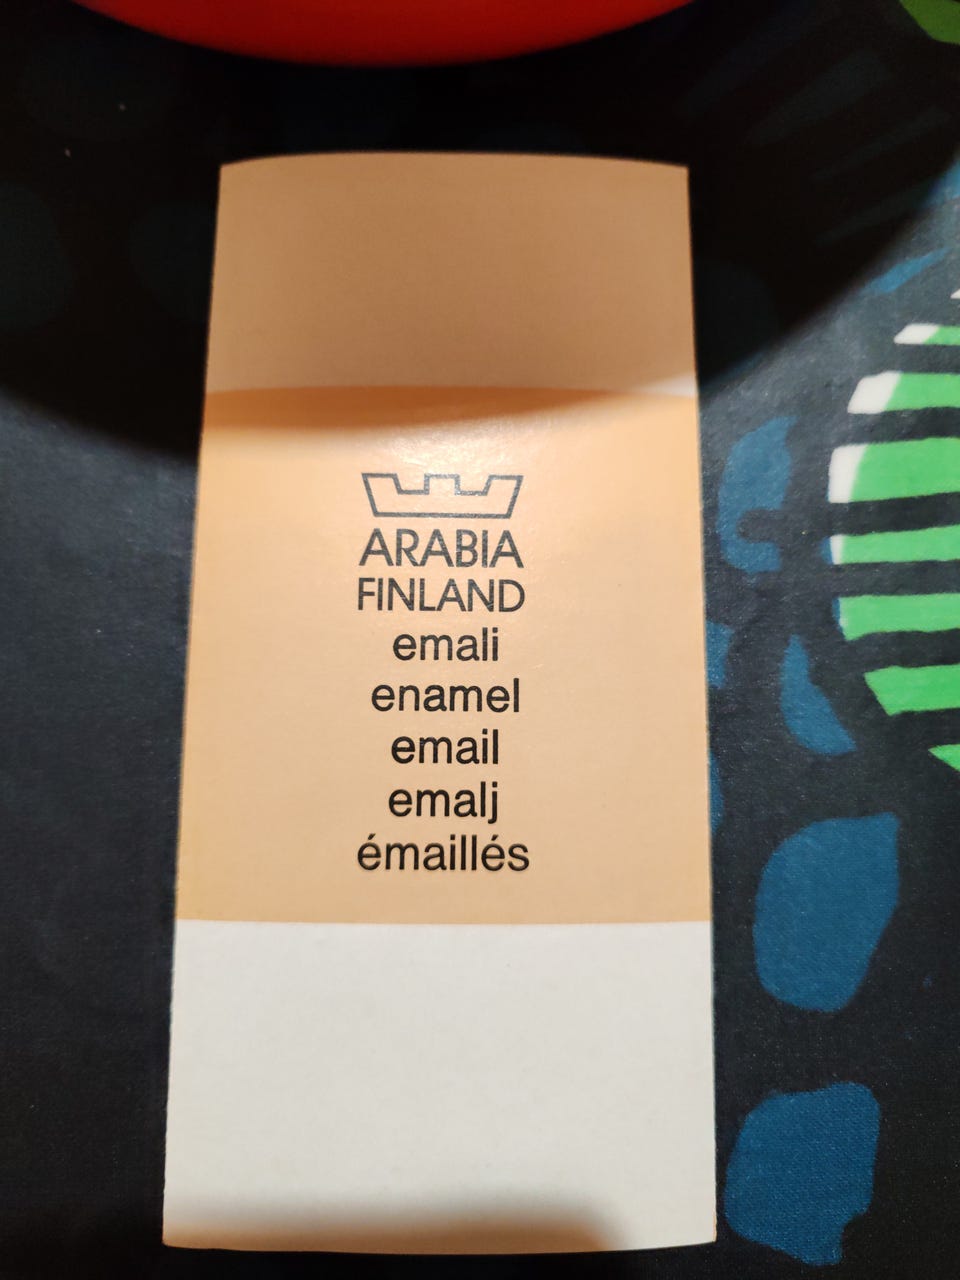 ARABIA
FINLAND
emali
enamel
email
emalj
émaillés